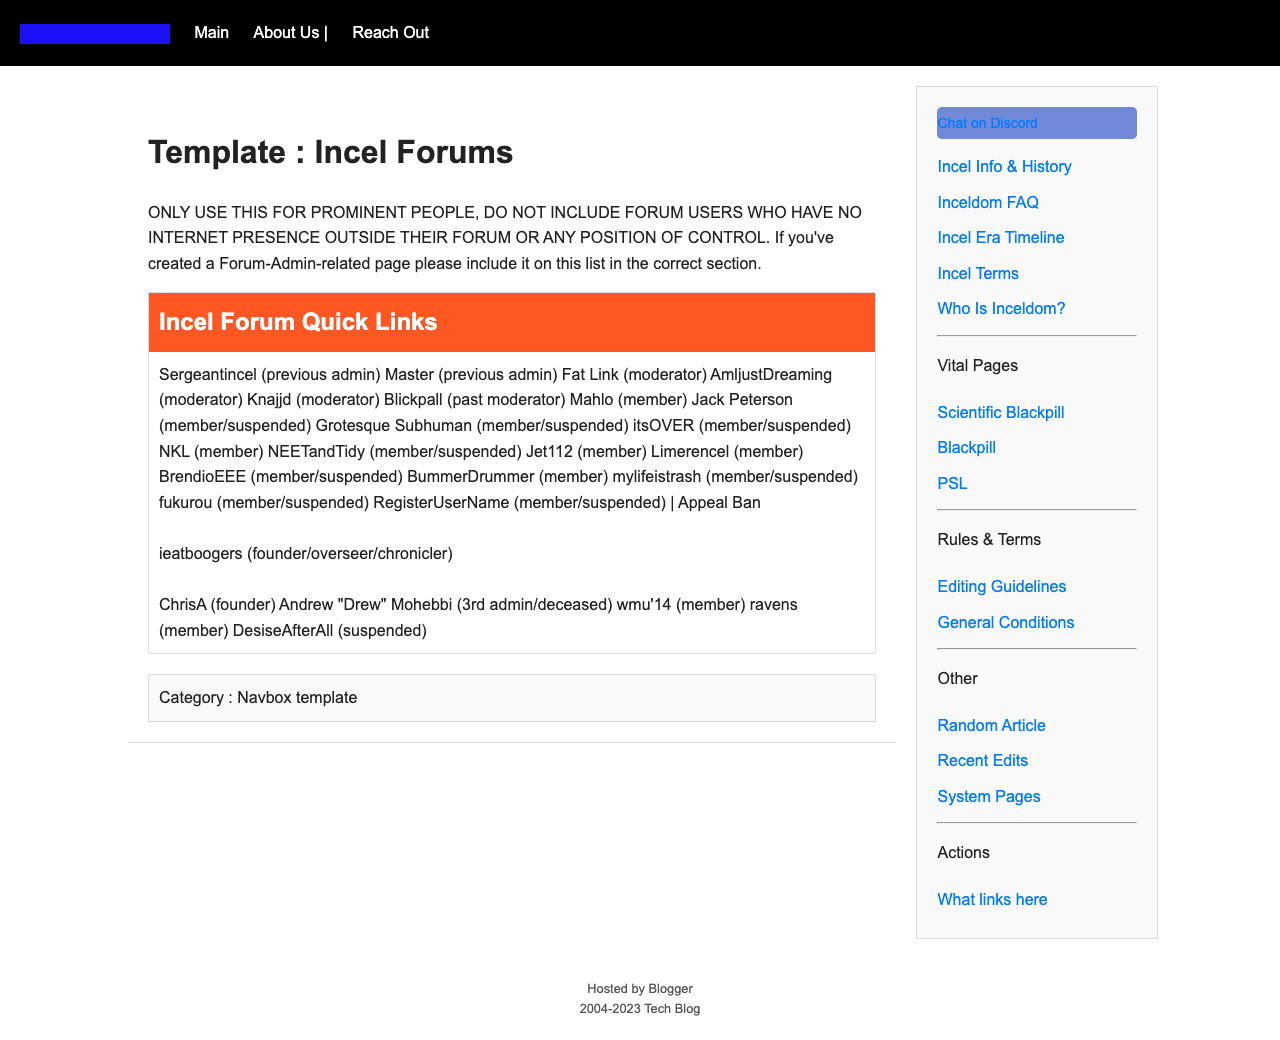 Main About Us | Reach Out
Template : Incel Forums
ONLY USE THIS FOR PROMINENT PEOPLE, DO NOT INCLUDE FORUM USERS WHO HAVE NO
INTERNET PRESENCE OUTSIDE THEIR FORUM OR ANY POSITION OF CONTROL. If you've
created a Forum-Admin-related page please include it on this list in the correct section.
Incel Forum Quick Links
Sergeantincel (previous admin) Master (previous admin) Fat Link (moderator) AmljustDreaming
(moderator) Knajjd (moderator) Blickpall (past moderator) Mahlo (member) Jack Peterson
(member/suspended) Grotesque Subhuman (member/suspended) itsOVER (member/suspended)
NKL (member) NEETandTidy (member/suspended) Jet112 (member) Limerencel (member)
BrendioEEE (member/suspended) BummerDrummer (member) mylifeistrash (member/suspended)
fukurou (member/suspended) RegisterUserName (member/suspended) | Appeal Ban
ieatboogers (founder/overseer/chronicler)
ChrisA (founder) Andrew "Drew" Mohebbi (3rd admin/deceased) wmu'14 (member) ravens
(member) DesiseAfterAll (suspended)
Category : Navbox template
Chat on Discord
Incel Info & History
Inceldom FAQ
Incel Era Timeline
Incel Terms
Who Is Inceldom?
Vital Pages
Scientific Blackpill
Blackpill
PSL
Rules & Terms
Editing Guidelines
General Conditions
Other
Random Article
Recent Edits
System Pages
Actions
What links here
Hosted by Blogger
2004-2023 Tech Blog